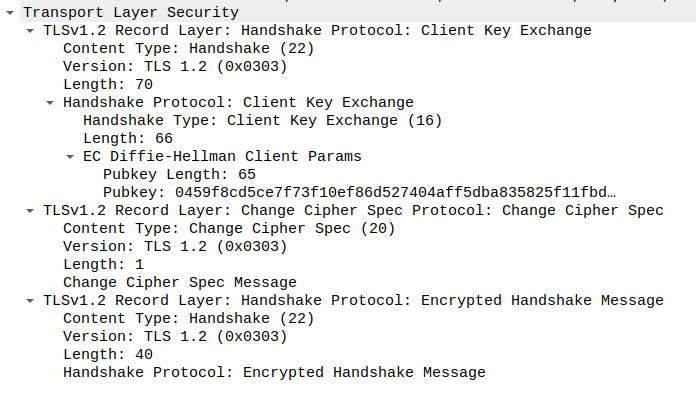 Transport Layer Security
TLSv1.2 Record Layer: Handshake Protocol: Client Key Exchange
Content Type: Handshake (22)
Version: TLS 1.2 (0x0303)
Length: 70
Handshake Protocol: Client Key Exchange
Handshake Type: Client Key Exchange (16)
Length: 66
EC Diffie-Hellman Client Params
Pubkey Length: 65
Pubkey: 0459f8cd5ce7f73f10ef86d527404aff5dba835825f11fbd…
TLSv1.2 Record Layer: Change Cipher Spec Protocol: Change Cipher Spec
Content Type: Change Cipher Spec (20)
Version: TLS 1.2 (0x0303)
Length: 1
Change Cipher Spec Message
TLSv1.2 Record Layer: Handshake Protocol: Encrypted Handshake Message
Content Type: Handshake (22)
Version: TLS 1.2 (0x0303)
Length: 40
Handshake Protocol: Encrypted Handshake Message